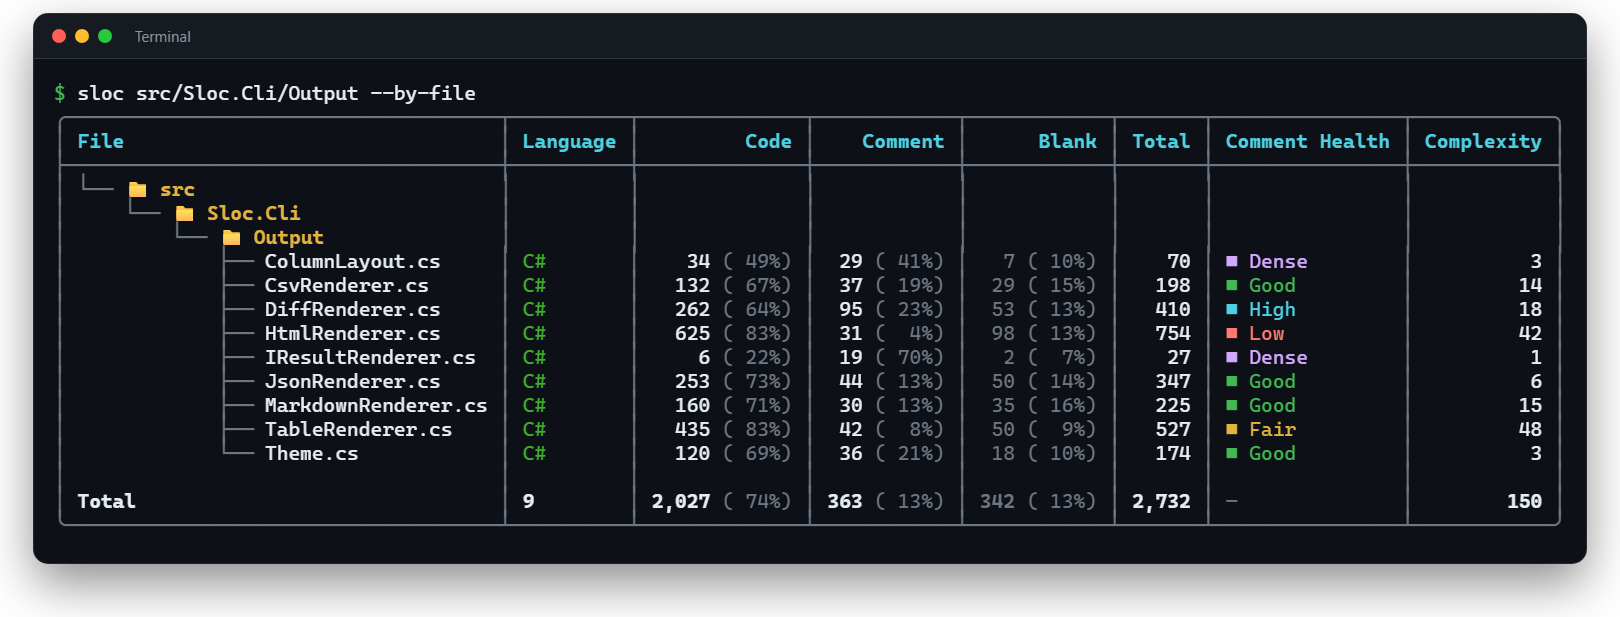 Terminal
$ sloc src/Sloc.Cli/Output --by-file
File Language Code Comment Blank Total Comment Health Complexity
src
Sloc.Cli
Output
ColumnLayout.cs C# 34 ( 49%) 29 ( 41%) 7 ( 10%) 70 Dense 3
CsvRenderer.cs C# 132 ( 67%) 37 ( 19%) 29 ( 15%) 198 Good 14
DiffRenderer.cs C# 262 ( 64%) 95 ( 23%) 53 ( 13%) 410 High 18
HtmlRenderer.cs C# 625 ( 83%) 31 ( 4%) 98 ( 13%) 754 Low 42
IResultRenderer.cs C# 6 ( 22%) 19 ( 70%) 2 ( 7%) 27 Dense 1
JsonRenderer.cs C# 253 ( 73%) 44 ( 13%) 50 ( 14%) 347 Good 6
MarkdownRenderer.cs C# 160 ( 71%) 30 ( 13%) 35 ( 16%) 225 Good 15
TableRenderer.cs C# 435 ( 83%) 42 ( 8%) 50 ( 9%) 527 Fair 48
Theme.cs C# 120 ( 69%) 36 ( 21%) 18 ( 10%) 174 Good 3
Total 9 2,027 ( 74%) 363 ( 13%) 342 ( 13%) 2,732 — 150